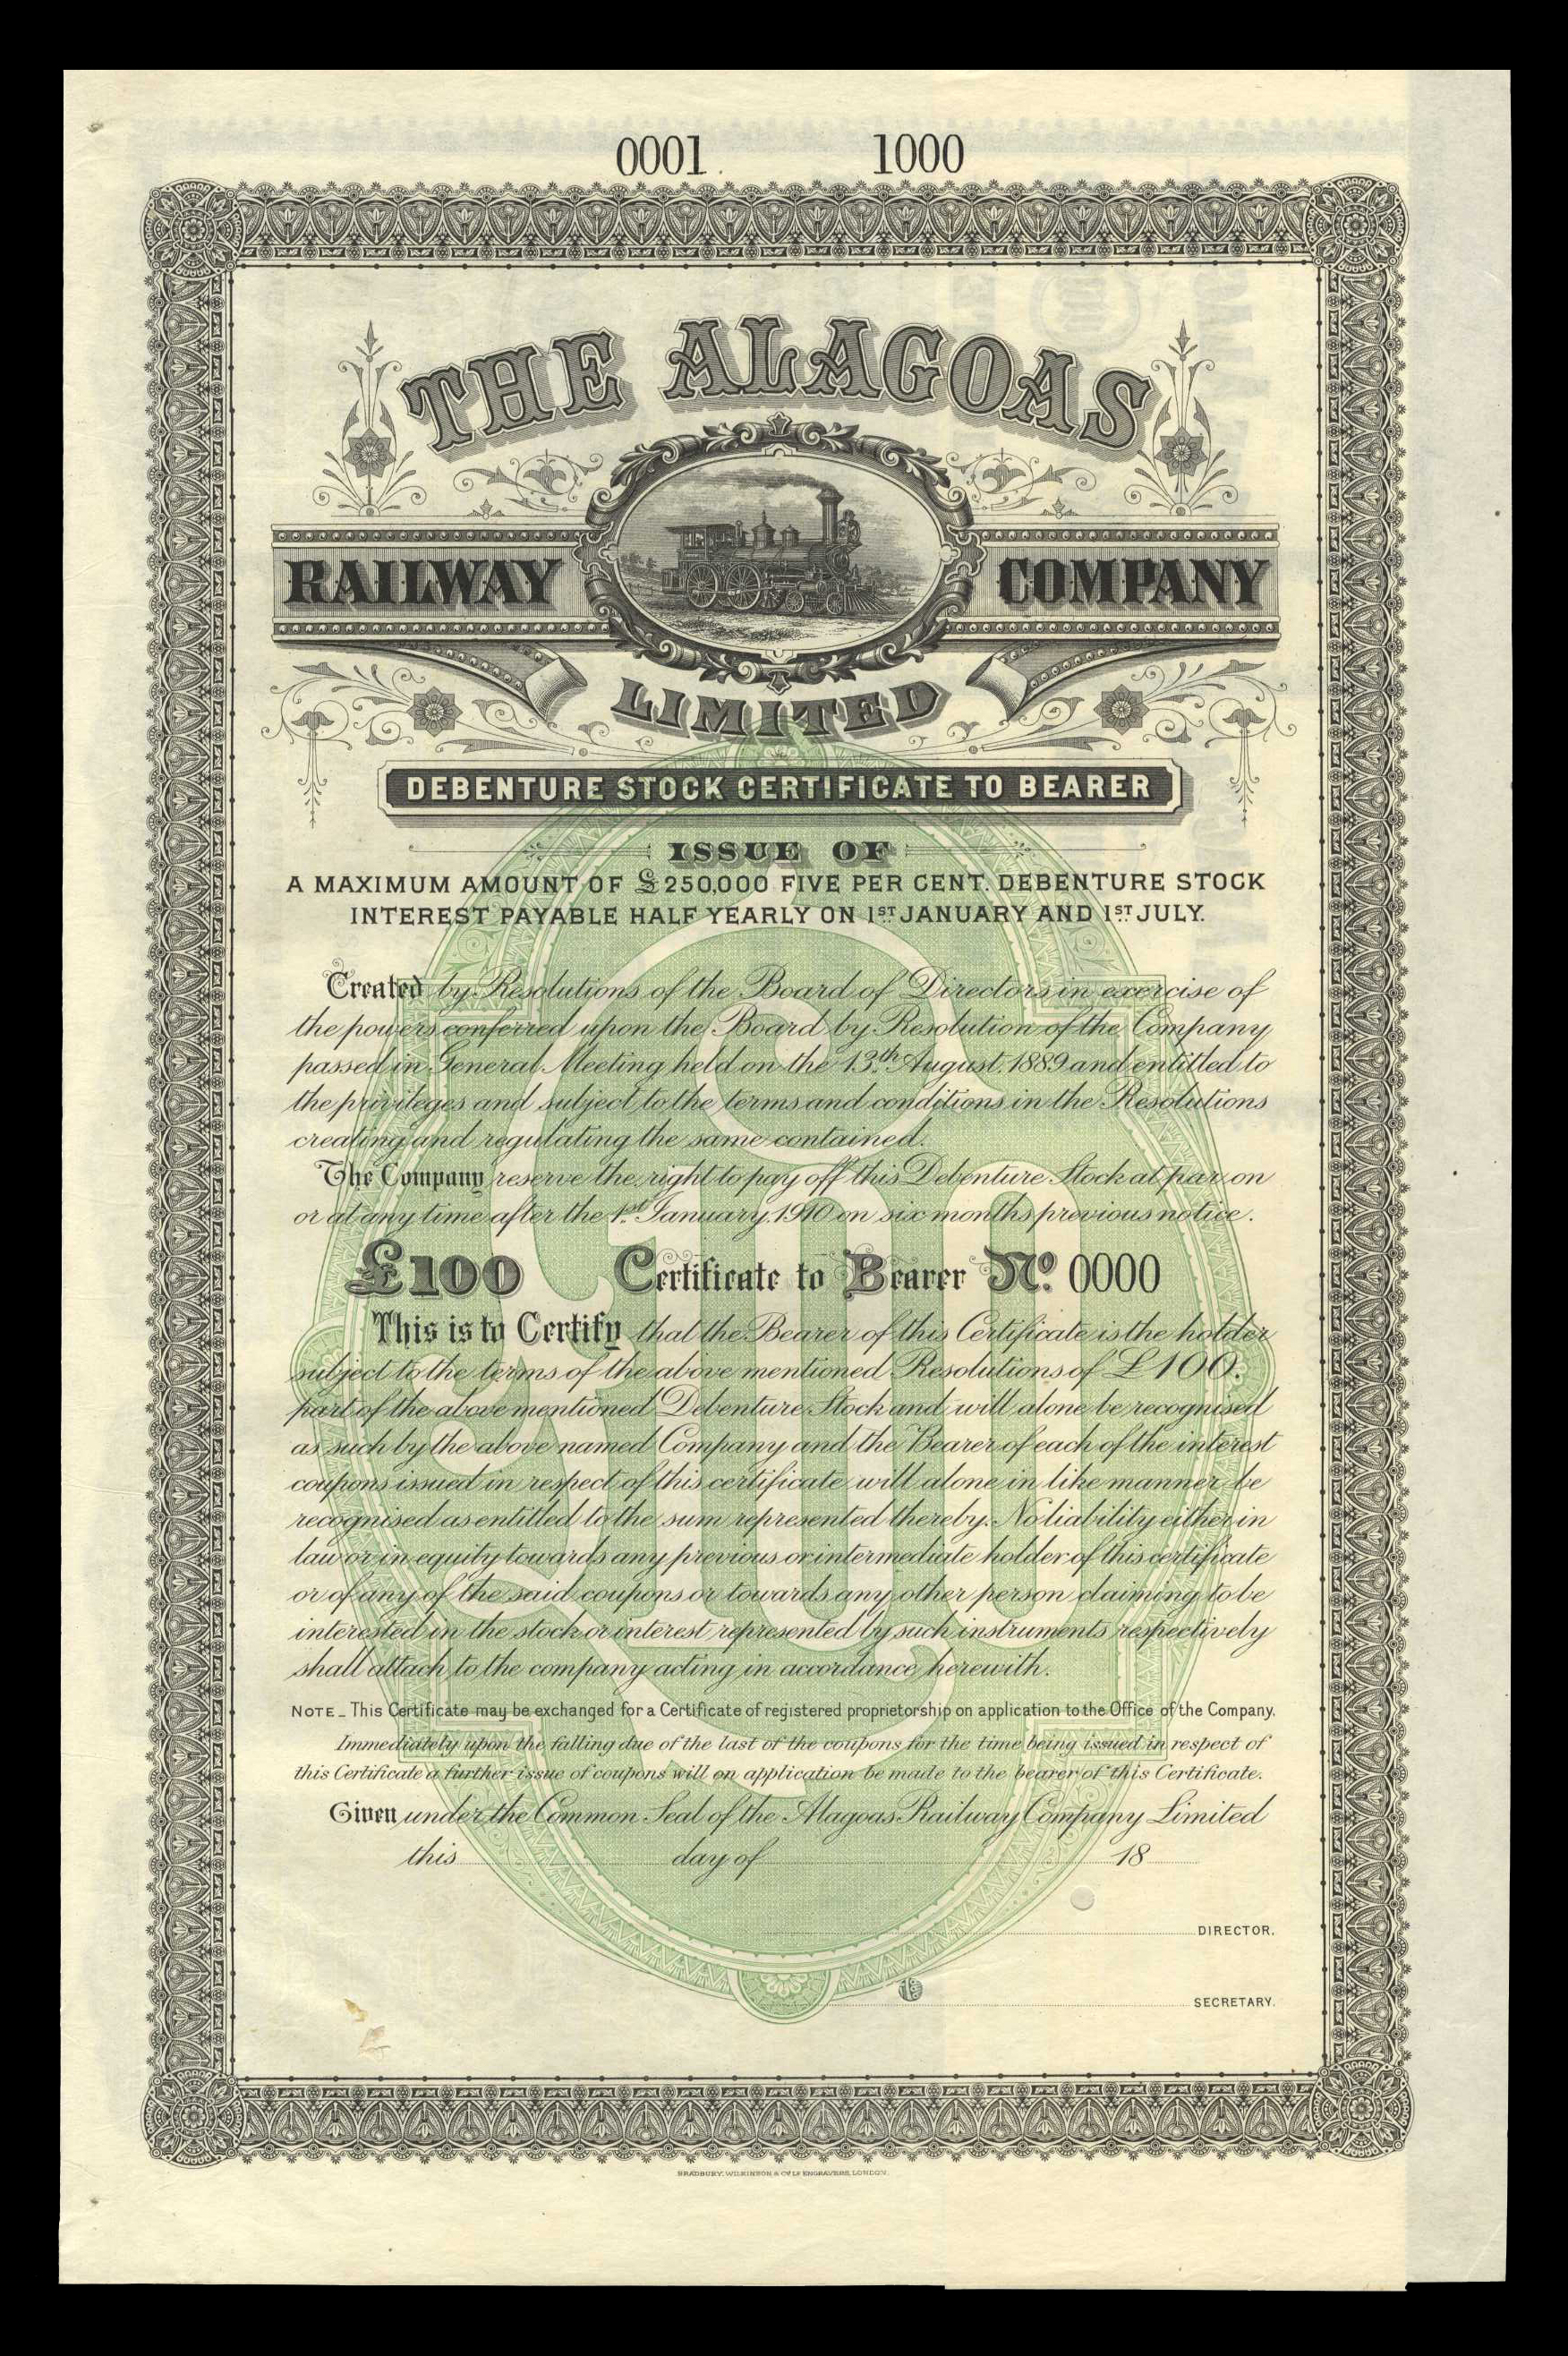 0001. 1000
THE ALAGOAS
RAILWAY COMPANY
LIMITED
DEBENTURE STOCK CERTIFICATE TO BEARER
ISSUE OF
A MAXIMUM AMOUNT OF £250,000 FIVE PER CENT. DEBENTURE STOCK
INTEREST PAYABLE HALF YEARLY ON 1ST JANUARY AND 1ST JULY.
Created by Resolutions of the Board of Directors in exercise of
the powers conferred upon the Board by Resolution of the Company
passed in General Meeting held on the 13th August 1889 and entitled to
the privileges and subject to the terms and conditions in the Resolutions
creating and regulating the same contained.
The Company reserve the right to pay off this Debenture Stock at par on
or at any time after the 1st January, 1910 on six months previous notice.
£100 Certificate to Bearer No. 0000
This is to Certify that the Bearer of this Certificate is the holder
subject to the terms of the above mentioned Resolutions of £100.
part of the above mentioned Debenture Stock and will alone be recognised
as such by the above named Company and the Bearer of each of the interest
coupons issued in respect of this certificate will alone in like manner be
recognised as entitled to the sum represented thereby. No liability either in
law or in equity towards any previous or intermediate holder of this certificate
or of any of the said coupons or towards any other person claiming to be
interested in the stock or interest represented by such instruments respectively
shall attach to the company acting in accordance herewith.
NOTE_This Certificate may be exchanged for a Certificate of registered proprietorship on application to the Office of the Company.
Immediately upon the falling due of the last of the coupons for the time being issued in respect of
this Certificate a further issue of coupons will on application be made to the bearer of this Certificate.
Given under the Common Seal of the Alagoas Railway Company Limited
this day of 18
DIRECTOR.
SECRETARY.
BRADBURY, WILKINSON & Co. Ld. ENGRAVERS, LONDON.
£100